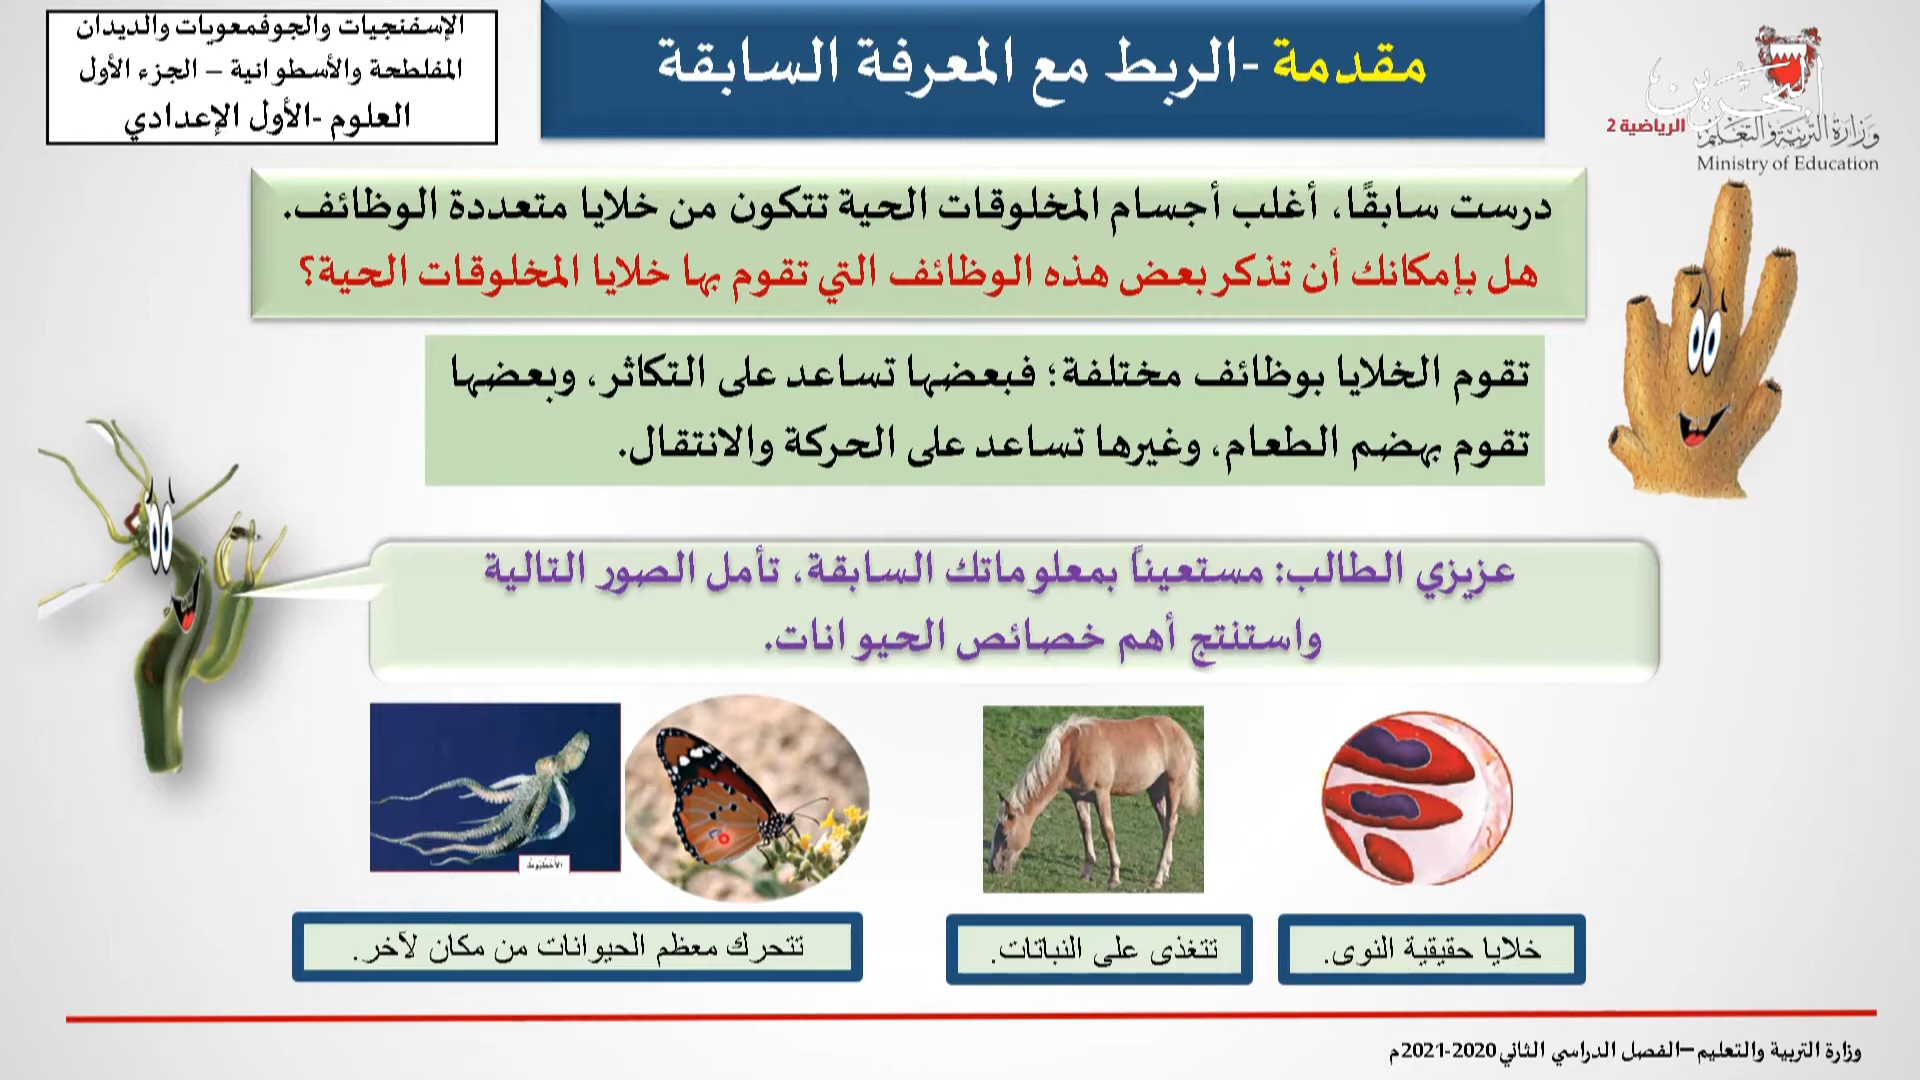 الإسفنجيات والجوفمعويات والديدان
المفلطحة والأسطوانية – الجزء الأول
العلوم -الأول الإعدادي
مقدمة -الربط مع المعرفة السابقة
البحرين
الرياضية 2
وزارة التربية والتعليم
Ministry of Education
درست سابقًا، أغلب أجسام المخلوقات الحية تتكون من خلايا متعددة الوظائف.
هل بإمكانك أن تذكر بعض هذه الوظائف التي تقوم بها خلايا المخلوقات الحية؟
تقوم الخلايا بوظائف مختلفة؛ فبعضها تساعد على التكاثر، وبعضها
تقوم بهضم الطعام، وغيرها تساعد على الحركة والانتقال.
عزيزي الطالب: مستعيناً بمعلوماتك السابقة، تأمل الصور التالية
واستنتج أهم خصائص الحيوانات.
الأخطبوط
خلايا حقيقية النوى.
تتغذى على النباتات.
تتحرك معظم الحيوانات من مكان لآخر.
وزارة التربية والتعليم –الفصل الدراسي الثاني 2020-2021م